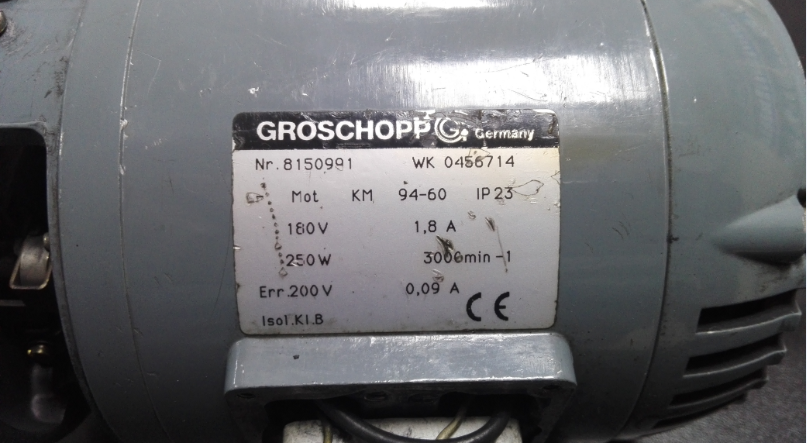 GROSCHOPP Germany
Nr. 8150991 WK 0456714
Mot KM 94-60 IP23
180V 1,8 A
250W 3000min-1
Err.200V 0,09 A
Isol.Kl.B CE